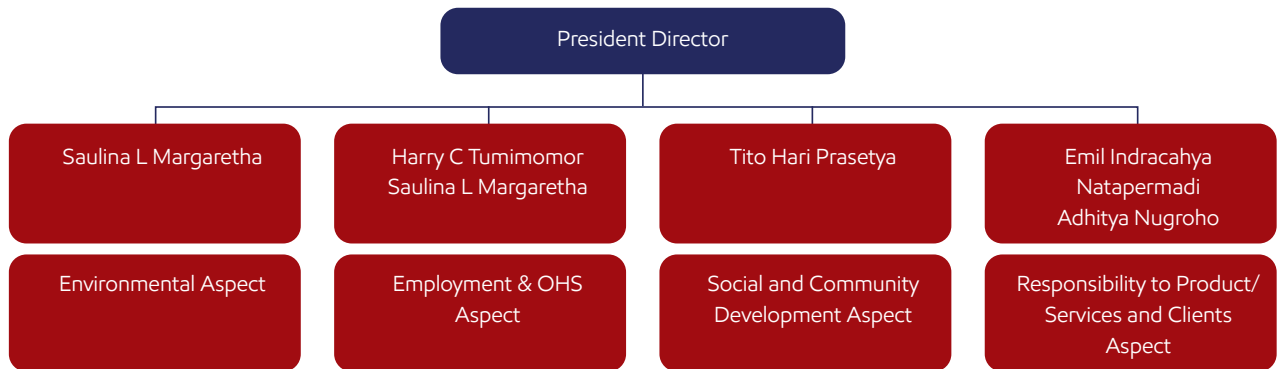 President Director
Saulina L Margaretha
Harry C Tumimomor
Saulina L Margaretha
Tito Hari Prasetya
Emil Indracahya
Natapermadi
Adhitya Nugroho
Environmental Aspect
Employment & OHS
Aspect
Social and Community
Development Aspect
Responsibility to Product/
Services and Clients
Aspect